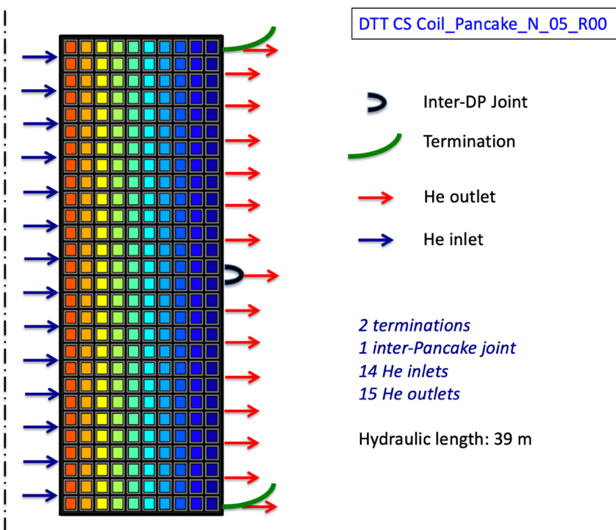 DTT CS Coil_Pancake_N_05_R00
Inter-DP Joint
Termination
He outlet
He inlet
2 terminations
1 inter-Pancake joint
14 He inlets
15 He outlets
Hydraulic length: 39 m